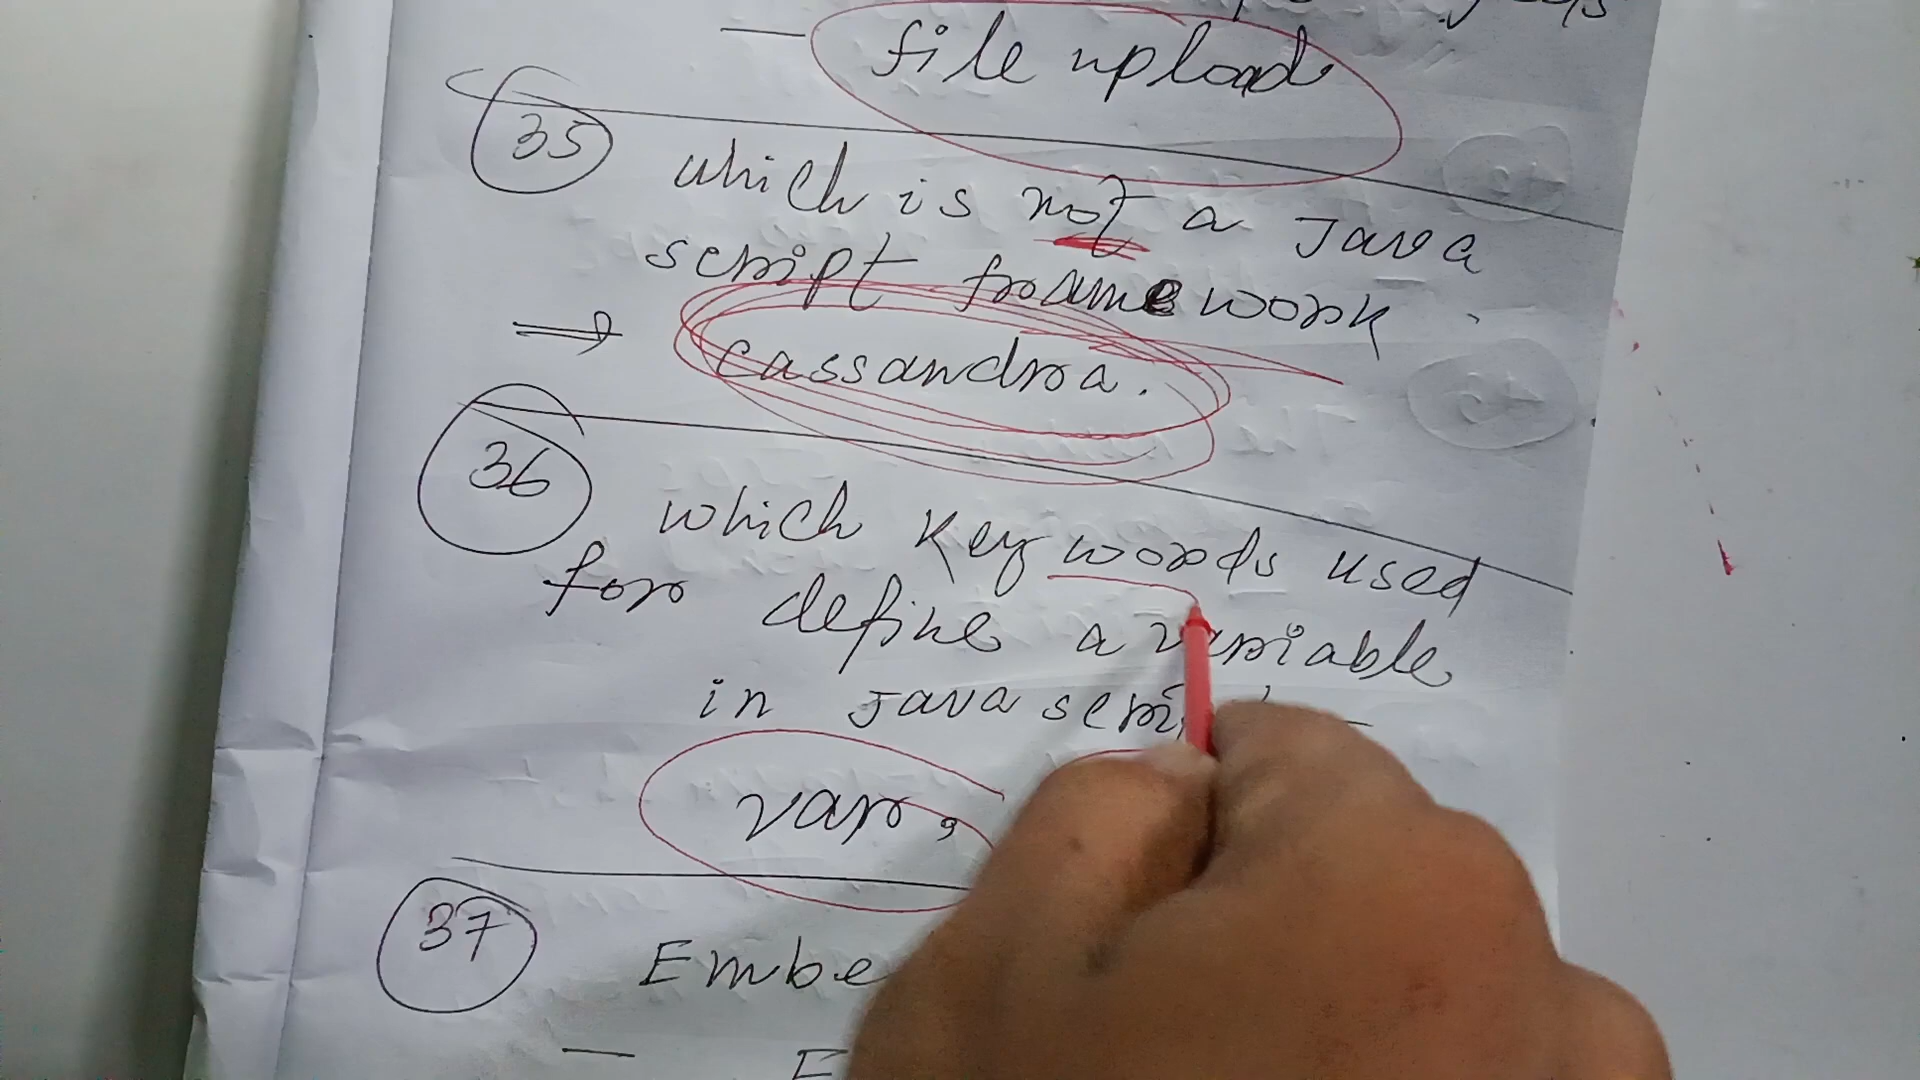 — file upload
35 which is not a Java
script framework.
⇒ cassandra.
36 which keywords used
for define a variable
in Java
var,
37
—